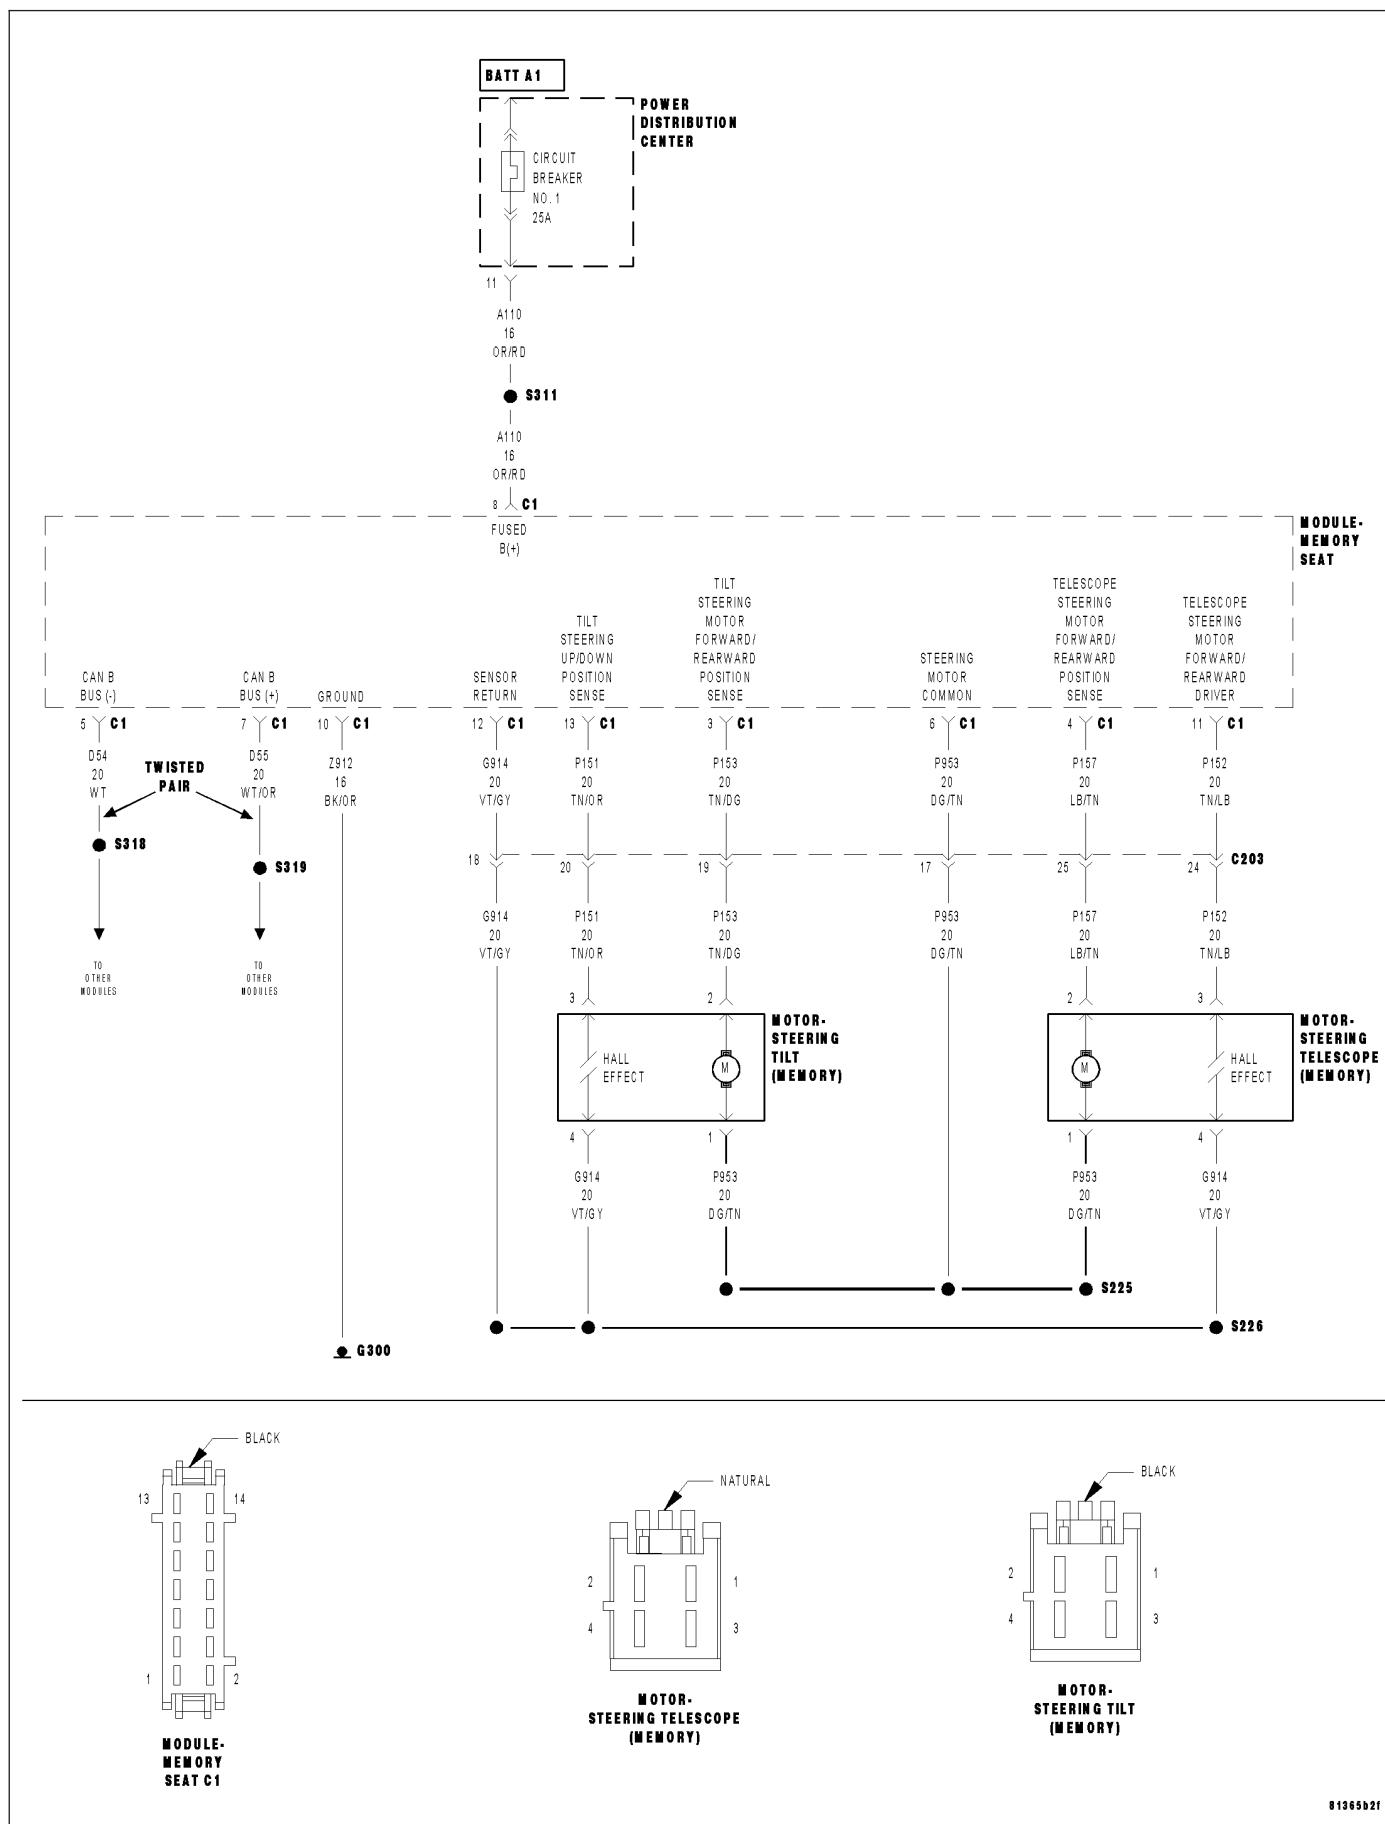 BATT A1
POWER
DISTRIBUTION
CENTER
CIRCUIT
BREAKER
NO. 1
25A
11
A110
16
OR/RD
S311
A110
16
OR/RD
8 C1
FUSED
B(+)
MODULE-
MEMORY
SEAT
CAN B
BUS (-)
CAN B
BUS (+)
GROUND
SENSOR
RETURN
TILT
STEERING
UP/DOWN
POSITION
SENSE
TILT
STEERING
MOTOR
FORWARD/
REARWARD
POSITION
SENSE
STEERING
MOTOR
COMMON
TELESCOPE
STEERING
MOTOR
FORWARD/
REARWARD
POSITION
SENSE
TELESCOPE
STEERING
MOTOR
FORWARD/
REARWARD
DRIVER
5 C1
7 C1
10 C1
12 C1
13 C1
3 C1
6 C1
4 C1
11 C1
D54
20
WT
TWISTED
PAIR
D55
20
WT/OR
Z912
16
BK/OR
G914
20
VT/GY
P151
20
TN/OR
P153
20
TN/DG
P953
20
DG/TN
P157
20
LB/TN
P152
20
TN/LB
S318
S319
18
20
19
17
25
24
C203
TO
OTHER
MODULES
TO
OTHER
MODULES
G914
20
VT/GY
P151
20
TN/OR
P153
20
TN/DG
P953
20
DG/TN
P157
20
LB/TN
P152
20
TN/LB
3
2
2
3
HALL
EFFECT
M
MOTOR-
STEERING
TILT
(MEMORY)
M
HALL
EFFECT
MOTOR-
STEERING
TELESCOPE
(MEMORY)
4
1
1
4
G914
20
VT/GY
P953
20
DG/TN
P953
20
DG/TN
G914
20
VT/GY
S225
S226
G300
BLACK
13
14
1
2
MODULE-
MEMORY
SEAT C1
NATURAL
2
1
4
3
MOTOR-
STEERING TELESCOPE
(MEMORY)
BLACK
2
1
4
3
MOTOR-
STEERING TILT
(MEMORY)
81365b2f